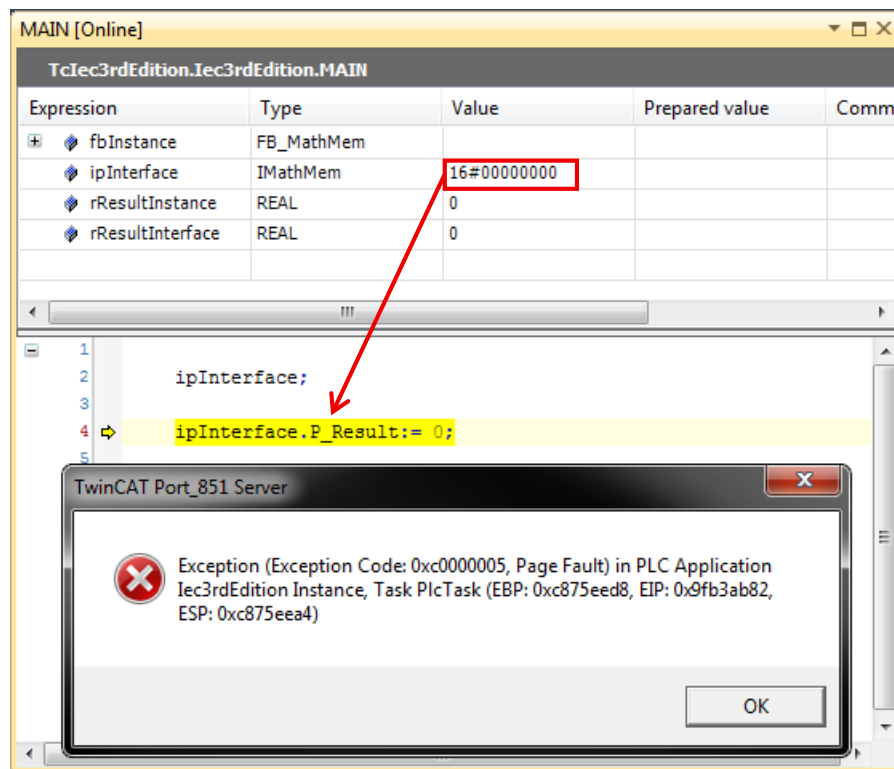 MAIN [Online]
TcIec3rdEdition.Iec3rdEdition.MAIN
Expression Type Value Prepared value Comm
fbInstance FB_MathMem
ipInterface IMathMem 16#00000000
rResultInstance REAL 0
rResultInterface REAL 0
1
2 ipInterface;
3
4 ipInterface.P_Result:= 0;
5
TwinCAT Port_851 Server
Exception (Exception Code: 0xc0000005, Page Fault) in PLC Application
Iec3rdEdition Instance, Task PlcTask (EBP: 0xc875eed8, EIP: 0x9fb3ab82,
ESP: 0xc875eea4)
OK